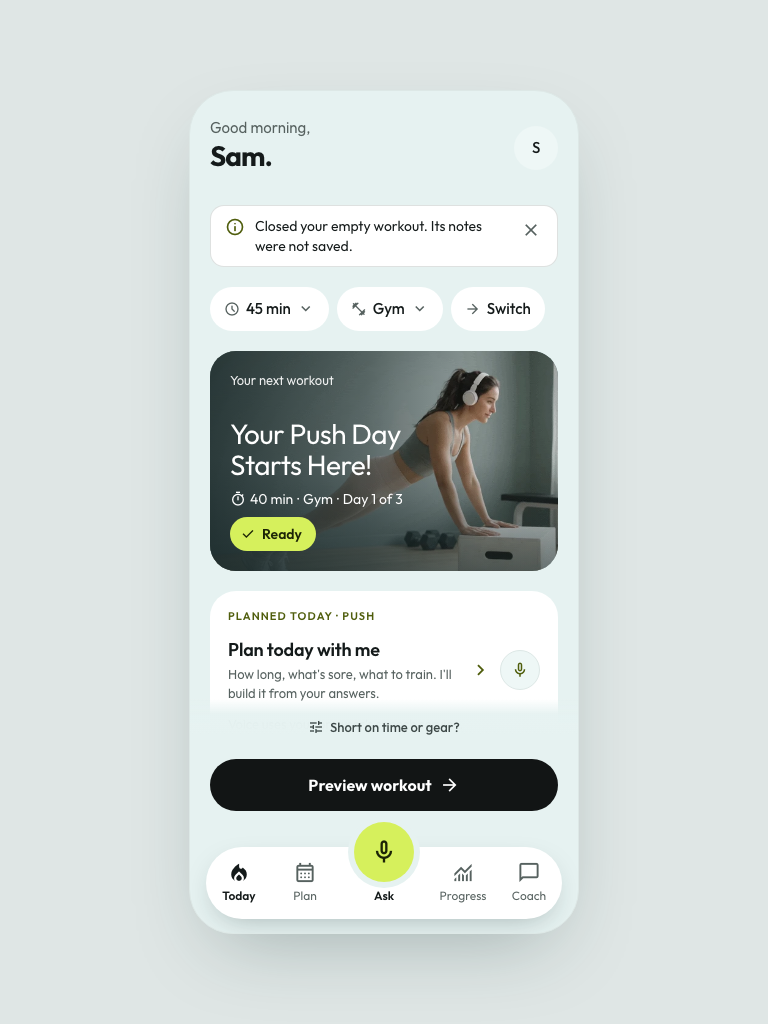 Good morning,
Sam.
S
Closed your empty workout. Its notes
were not saved.
45 min
Gym
Switch
Your next workout
Your Push Day
Starts Here!
40 min · Gym · Day 1 of 3
Ready
PLANNED TODAY · PUSH
Plan today with me
How long, what's sore, what to train. I'll
build it from your answers.
Short on time or gear?
Preview workout
Today
Plan
Ask
Progress
Coach